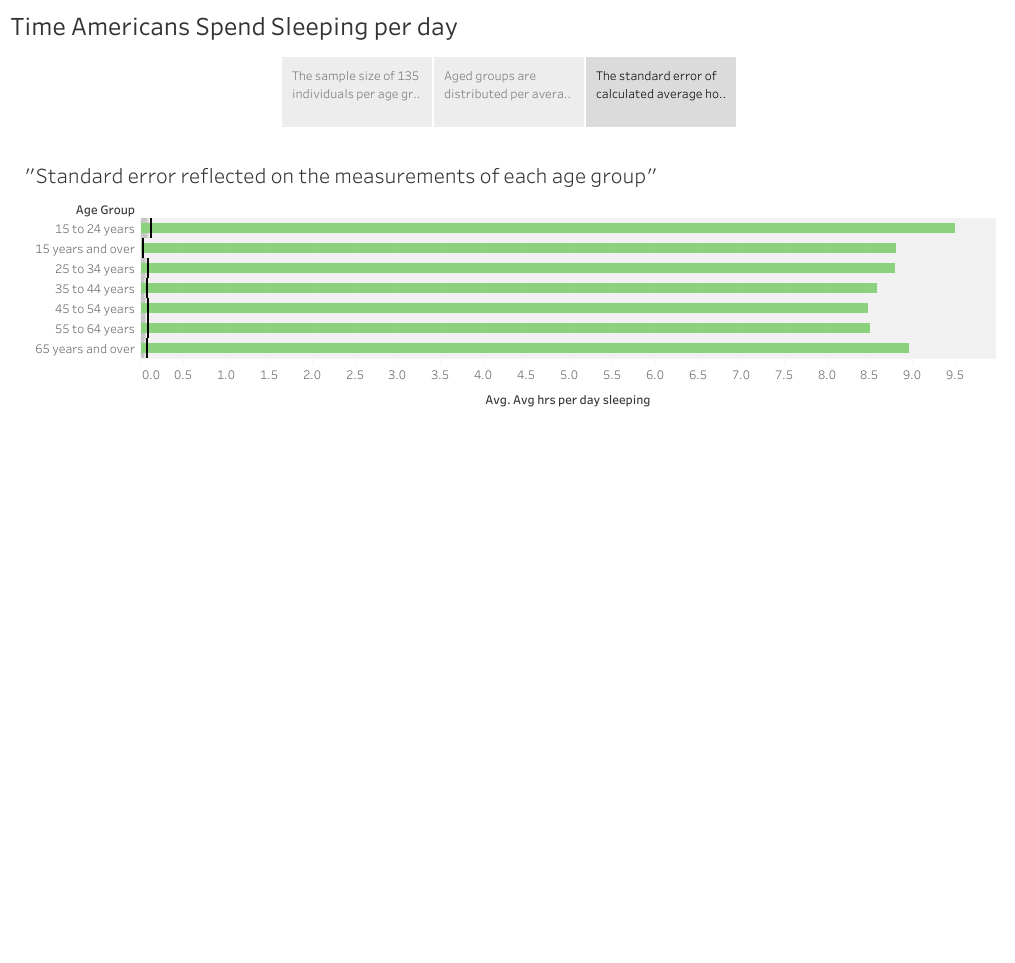 Time Americans Spend Sleeping per day
The sample size of 135
individuals per age gr..
Aged groups are
distributed per avera..
The standard error of
calculated average ho..
"Standard error reflected on the measurements of each age group"
Age Group
15 to 24 years
15 years and over
25 to 34 years
35 to 44 years
45 to 54 years
55 to 64 years
65 years and over
0.0 0.5 1.0 1.5 2.0 2.5 3.0 3.5 4.0 4.5 5.0 5.5 6.0 6.5 7.0 7.5 8.0 8.5 9.0 9.5
Avg. Avg hrs per day sleeping